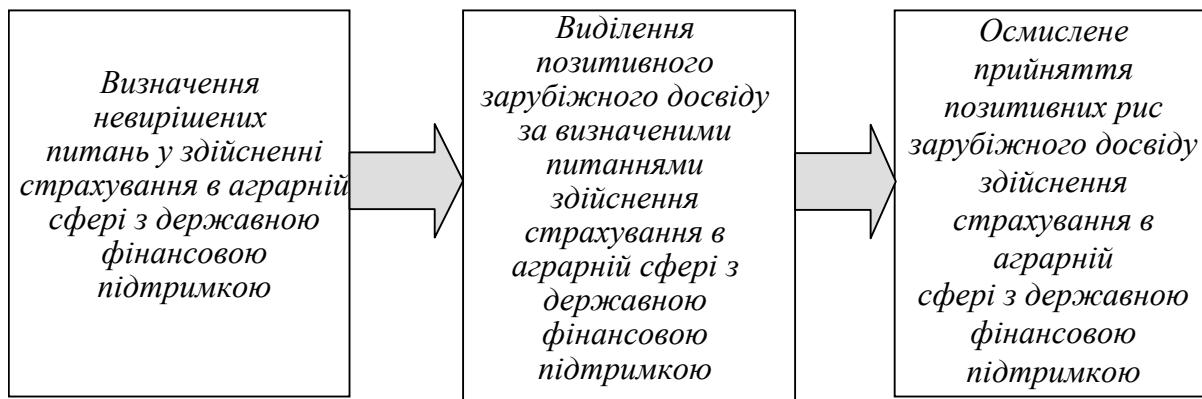 Визначення
невирішених
питань у здійсненні
страхування в аграрній
сфері з державною
фінансовою
підтримкою
Виділення
позитивного
зарубіжного досвіду
за визначеними
питаннями
здійснення
страхування в
аграрній сфері з
державною
фінансовою
підтримкою
Осмислене
прийняття
позитивних рис
зарубіжного досвіду
здійснення
страхування в
аграрній
сфері з державною
фінансовою
підтримкою